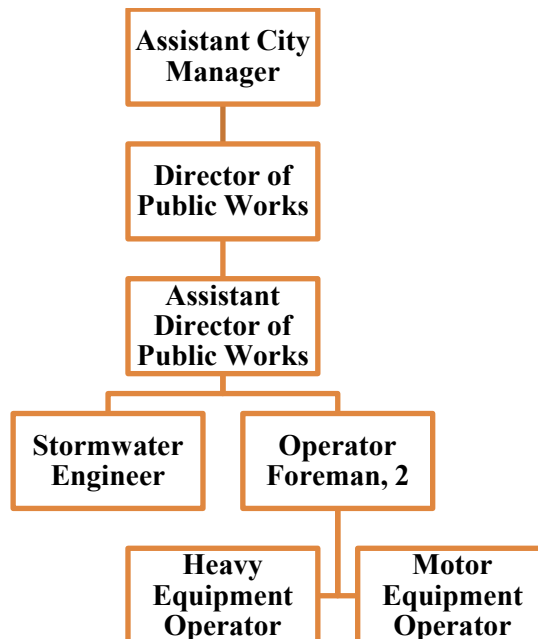 Assistant City
Manager
Director of
Public Works
Assistant
Director of
Public Works
Stormwater
Engineer
Operator
Foreman, 2
Heavy
Equipment
Operator
Motor
Equipment
Operator